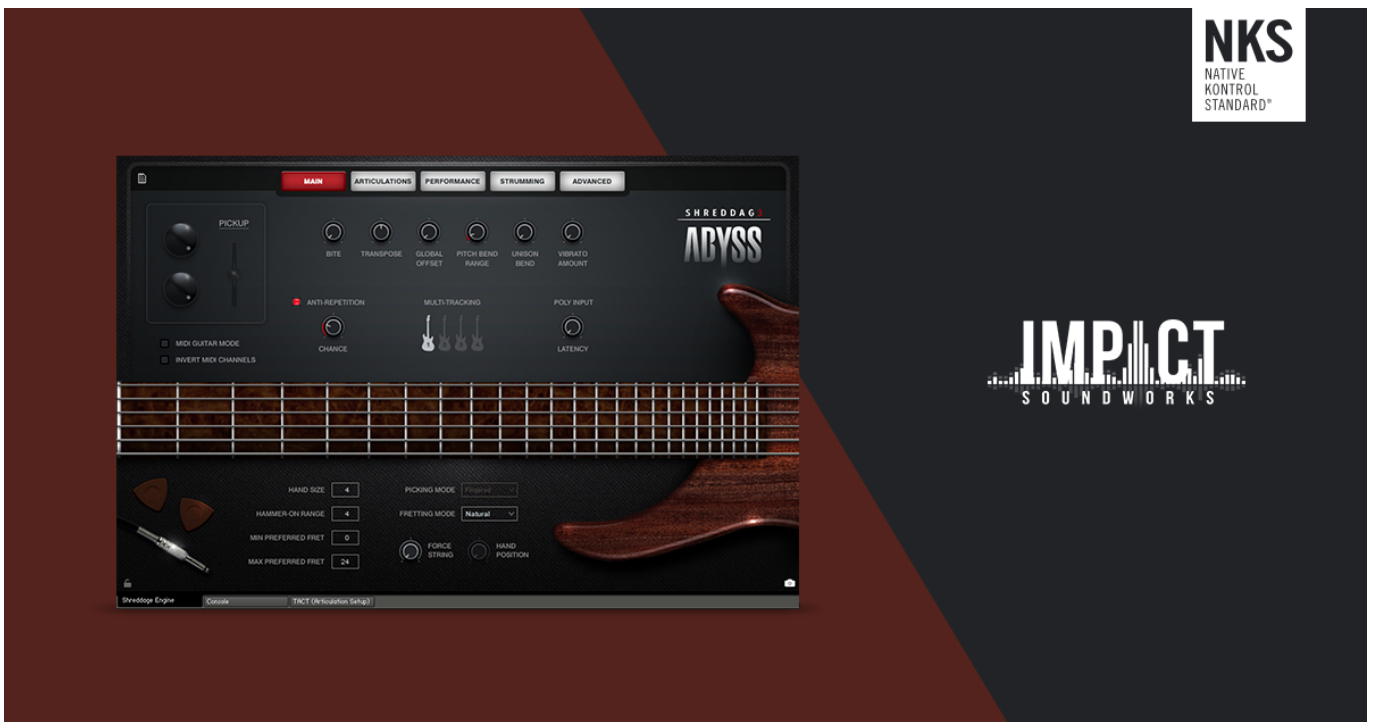 NKS
NATIVE
KONTROL
STANDARD®
MAIN
ARTICULATIONS
PERFORMANCE
STRUMMING
ADVANCED
SHREDDAG3
ABYSS
PICKUP
BITE
TRANSPOSE
GLOBAL
OFFSET
PITCH BEND
RANGE
UNISON
BEND
VIBRATO
AMOUNT
ANTI-REPETITION
MULTI-TRACKING
POLY INPUT
CHANCE
LATENCY
MIDI GUITAR MODE
INVERT MIDI CHANNELS
IMPACT
SOUNDWORKS
HAND SIZE 4
PICKING MODE Fingered
HAMMER-ON RANGE 4
FRETTING MODE Natural
MIN PREFERRED FRET 0
MAX PREFERRED FRET 24
FORCE
STRING
HAND
POSITION
Shreddage Engine
Console
TACT (Articulation Setup)